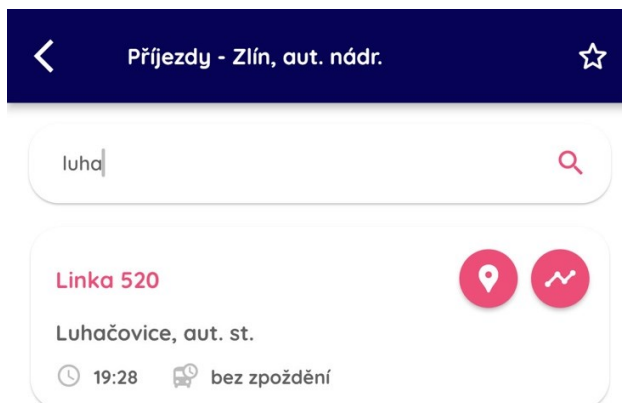 Příjezdy - Zlín, aut. nádr.
luha
Linka 520
Luhačovice, aut. st.
19:28 bez zpoždění